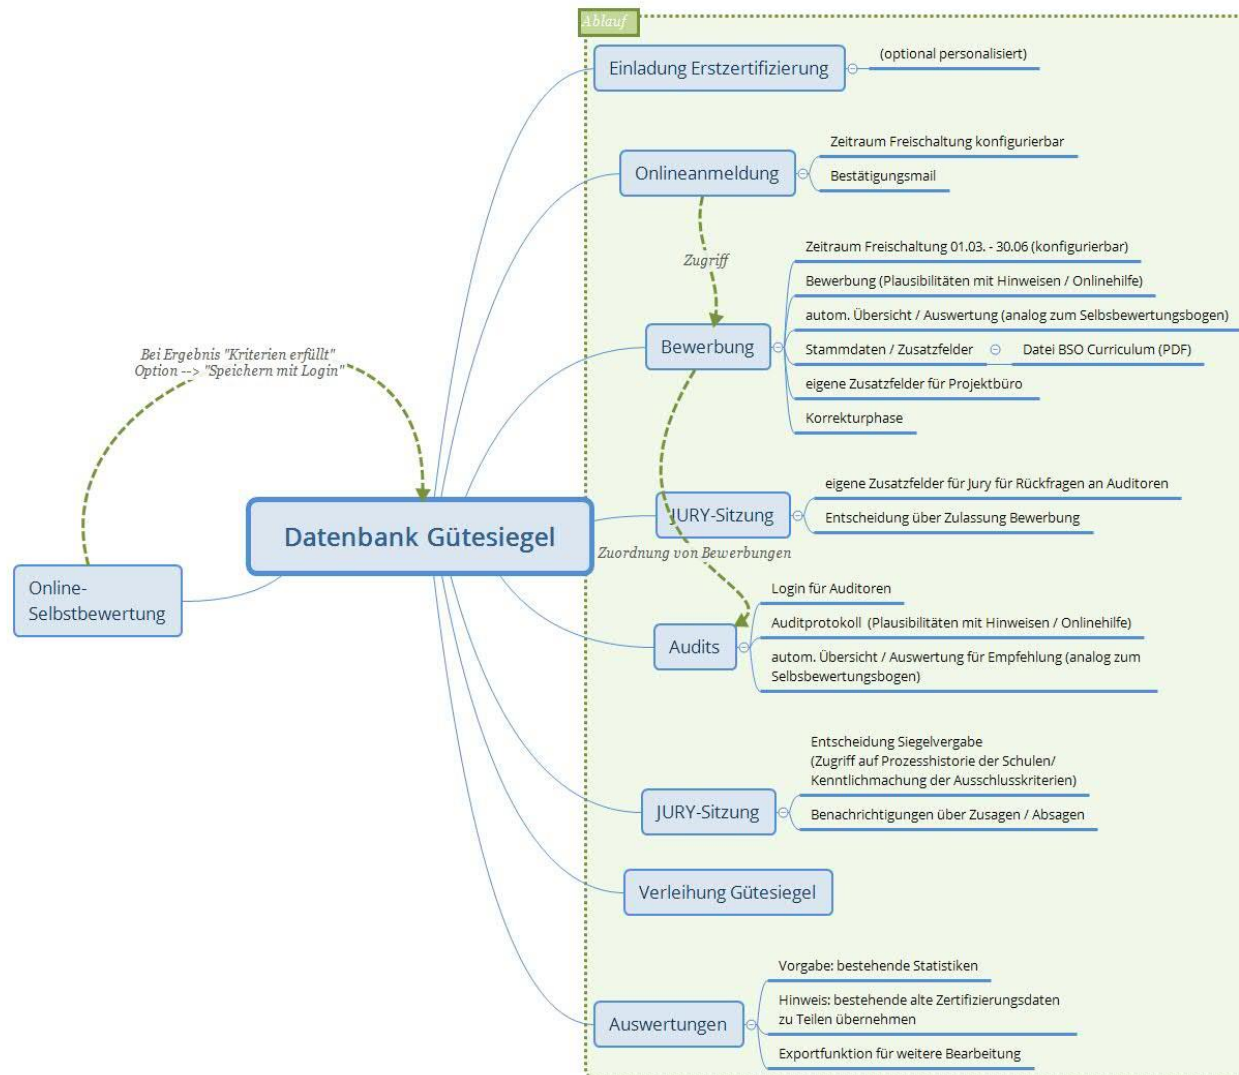 Ablauf
Einladung Erstzertifizierung
(optional personalisiert)
Onlineanmeldung
Zeitraum Freischaltung konfigurierbar
Bestätigungsmail
Zugriff
Bewerbung
Zeitraum Freischaltung 01.03. - 30.06 (konfigurierbar)
Bewerbung (Plausibilitäten mit Hinweisen / Onlinehilfe)
autom. Übersicht / Auswertung (analog zum Selbsbewertungsbogen)
Stammdaten / Zusatzfelder
Datei BSO Curriculum (PDF)
eigene Zusatzfelder für Projektbüro
Korrekturphase
Bei Ergebnis "Kriterien erfüllt"
Option --> "Speichern mit Login"
Datenbank Gütesiegel
Online-
Selbstbewertung
JURY-Sitzung
eigene Zusatzfelder für Jury für Rückfragen an Auditoren
Entscheidung über Zulassung Bewerbung
Zuordnung von Bewerbungen
Audits
Login für Auditoren
Auditprotokoll (Plausibilitäten mit Hinweisen / Onlinehilfe)
autom. Übersicht / Auswertung für Empfehlung (analog zum
Selbsbewertungsbogen)
JURY-Sitzung
Entscheidung Siegelvergabe
(Zugriff auf Prozesshistorie der Schulen/
Kenntlichmachung der Ausschlusskriterien)
Benachrichtigungen über Zusagen / Absagen
Verleihung Gütesiegel
Auswertungen
Vorgabe: bestehende Statistiken
Hinweis: bestehende alte Zertifizierungsdaten
zu Teilen übernehmen
Exportfunktion für weitere Bearbeitung